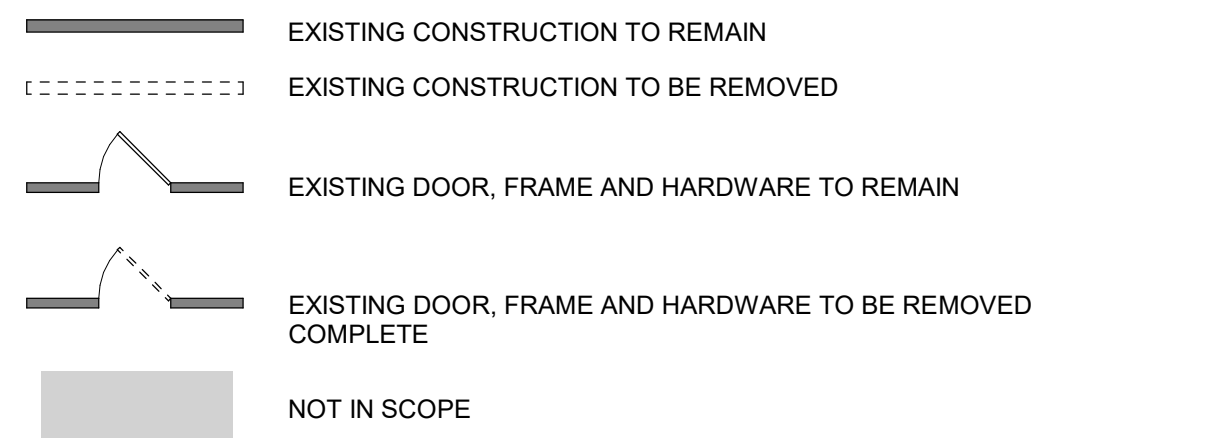 EXISTING CONSTRUCTION TO REMAIN
EXISTING CONSTRUCTION TO BE REMOVED
EXISTING DOOR, FRAME AND HARDWARE TO REMAIN
EXISTING DOOR, FRAME AND HARDWARE TO BE REMOVED
COMPLETE
NOT IN SCOPE